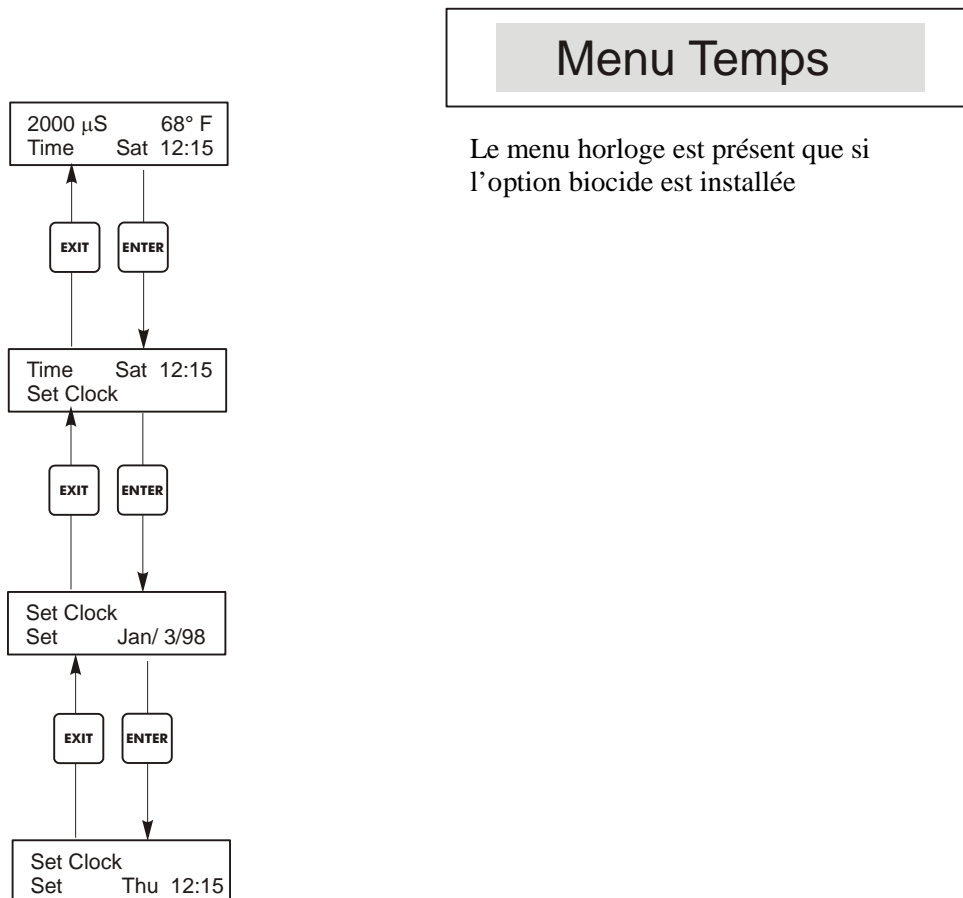 Menu Temps
Le menu horloge est présent que si
l’option biocide est installée
2000 µS 68° F
Time Sat 12:15
EXIT ENTER
Time Sat 12:15
Set Clock
EXIT ENTER
Set Clock
Set Jan/ 3/98
EXIT ENTER
Set Clock
Set Thu 12:15